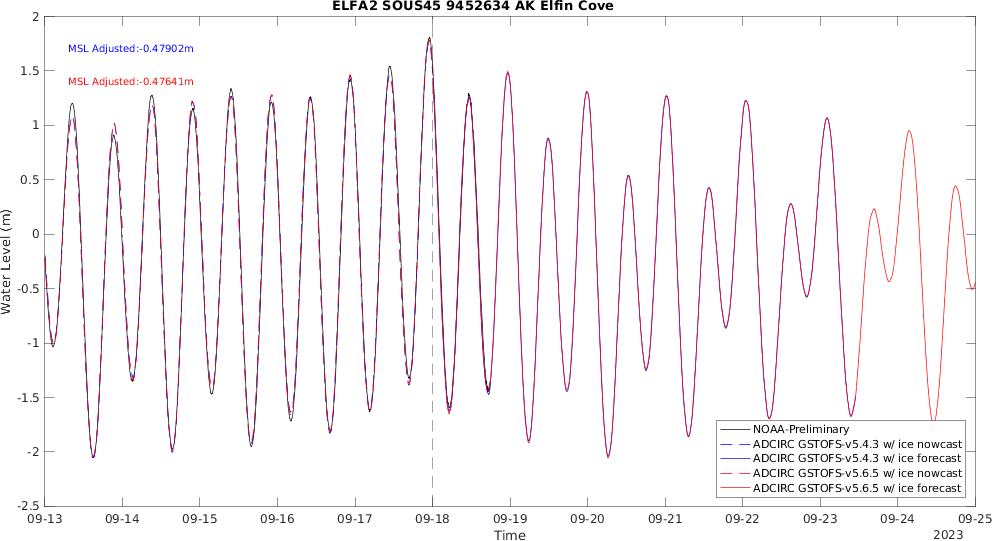 ELFA2 SOUS45 9452634 AK Elfin Cove
MSL Adjusted:-0.47902m
MSL Adjusted:-0.47641m
Water Level (m)
2
1.5
1
0.5
0
-0.5
-1
-1.5
-2
-2.5
NOAA-Preliminary
ADCIRC GSTOFS-v5.4.3 w/ ice nowcast
ADCIRC GSTOFS-v5.4.3 w/ ice forecast
ADCIRC GSTOFS-v5.6.5 w/ ice nowcast
ADCIRC GSTOFS-v5.6.5 w/ ice forecast
09-13 09-14 09-15 09-16 09-17 09-18 09-19 09-20 09-21 09-22 09-23 09-24 09-25
Time
2023